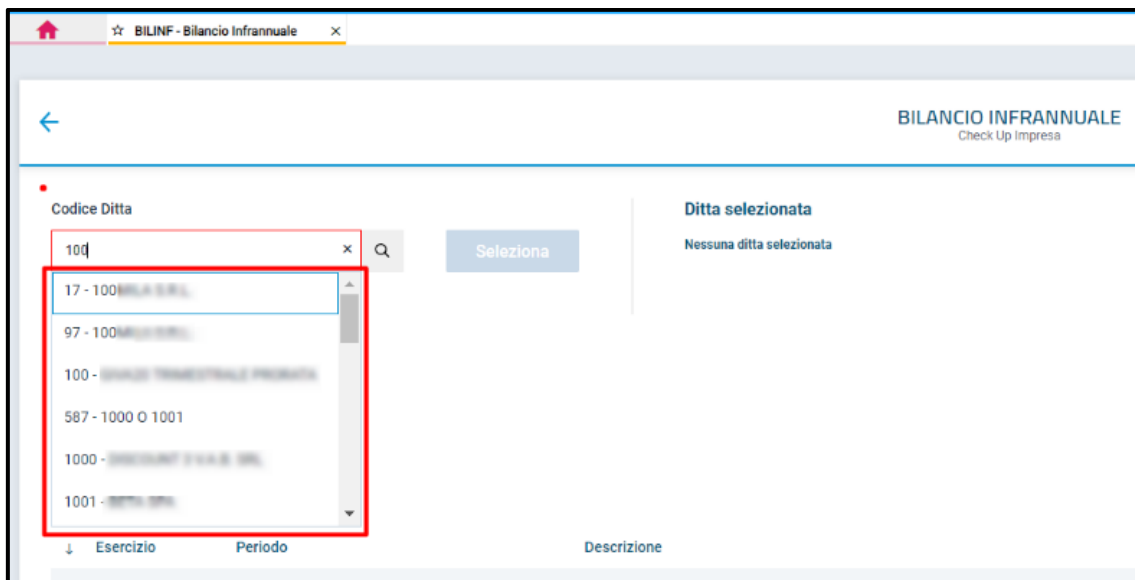 BILINF - Bilancio Infrannuale
BILANCIO INFRANNUALE
Check Up Impresa
Codice Ditta
100
Seleziona
Ditta selezionata
Nessuna ditta selezionata
17 - 100
97 - 100
100 -
587 - 1000 O 1001
1000 -
1001 -
Esercizio Periodo Descrizione